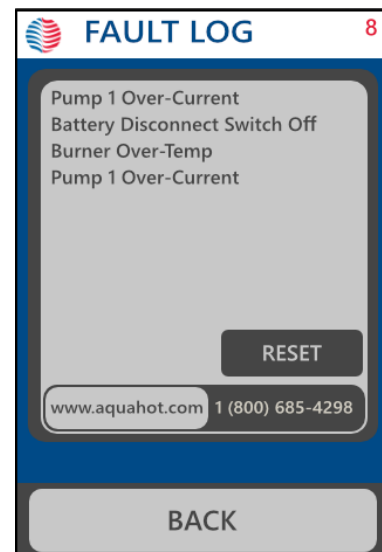 FAULT LOG 8
Pump 1 Over-Current
Battery Disconnect Switch Off
Burner Over-Temp
Pump 1 Over-Current
RESET
www.aquahot.com 1 (800) 685-4298
BACK